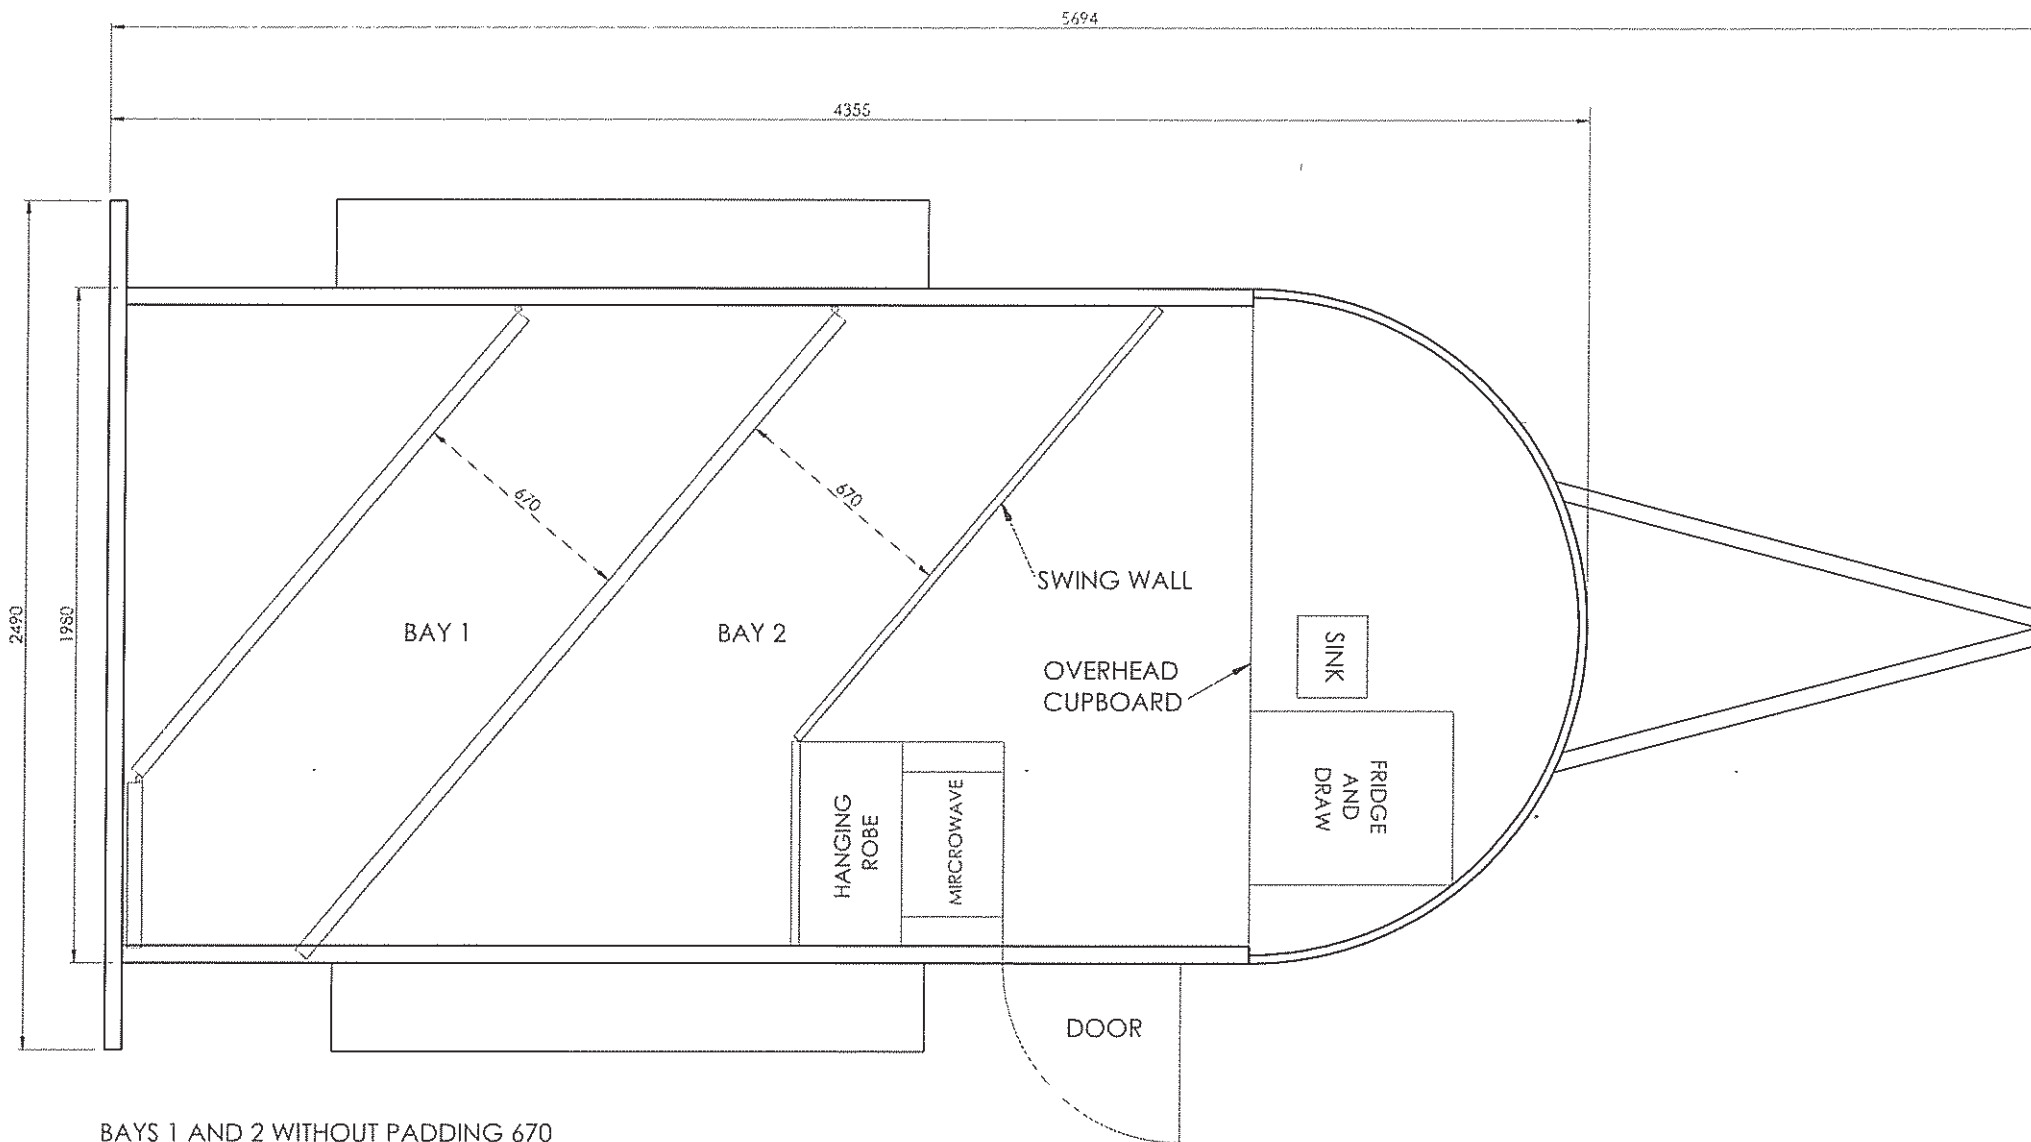 5694
4355
2490
1980
670
670
SWING WALL
BAY 1
BAY 2
OVERHEAD
CUPBOARD
SINK
FRIDGE
AND
DRAW
HANGING
ROBE
MIRCROWAVE
DOOR
BAYS 1 AND 2 WITHOUT PADDING 670